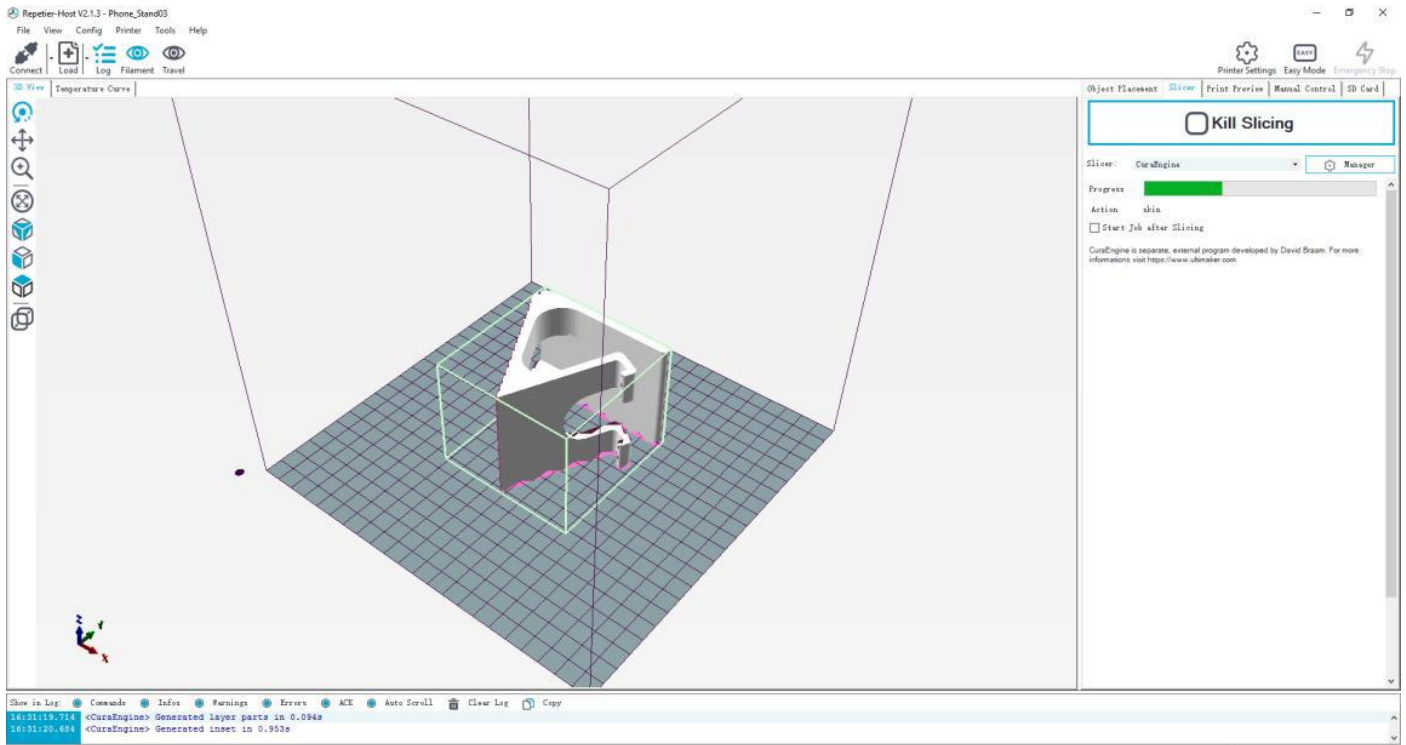 Repetier-Host V2.1.3 - Phone_Stand03
File View Config Printer Tools Help
Connect Load Log Filament Travel Printer Settings Easy Mode Emergency Stop
EASY
3D View Temperature Curve Object Placement Slicer Print Preview Manual Control SD Card
Kill Slicing
Slicer: CuraEngine Manager
Progress
Action skin
Start Job after Slicing
CuraEngine is separate, external program developed by David Braam. For more
informations visit https://www.ultimaker.com
Z
Y
X
Show in Log: Commands Infos Warnings Errors ACK Auto Scroll Clear Log Copy
16:31:19.714 <CuraEngine> Generated layer parts in 0.094s
16:31:20.684 <CuraEngine> Generated inset in 0.953s